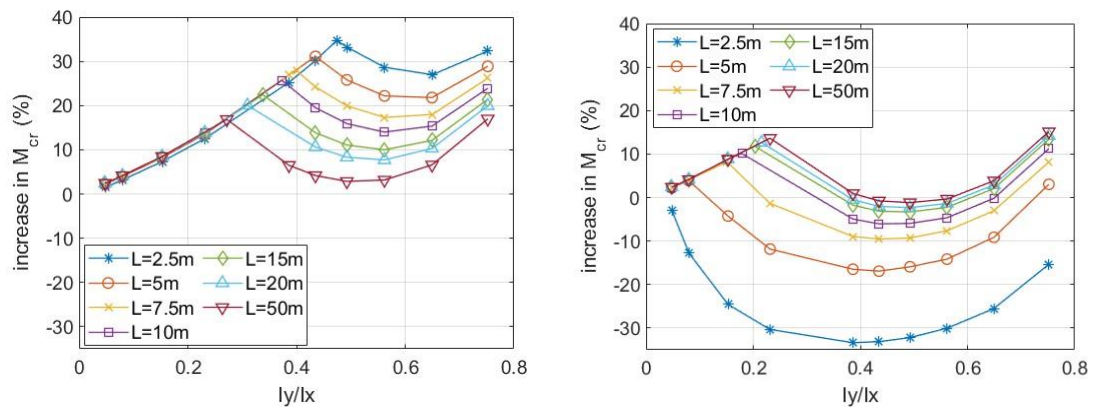 increase in Mcr (%)
40
30
20
10
0
-10
-20
-30
L=2.5m L=15m
L=5m L=20m
L=7.5m L=50m
L=10m
0 0.2 0.4 0.6 0.8
Iy/Ix
increase in Mcr (%)
40
30
20
10
0
-10
-20
-30
L=2.5m L=15m
L=5m L=20m
L=7.5m L=50m
L=10m
0 0.2 0.4 0.6 0.8
Iy/Ix